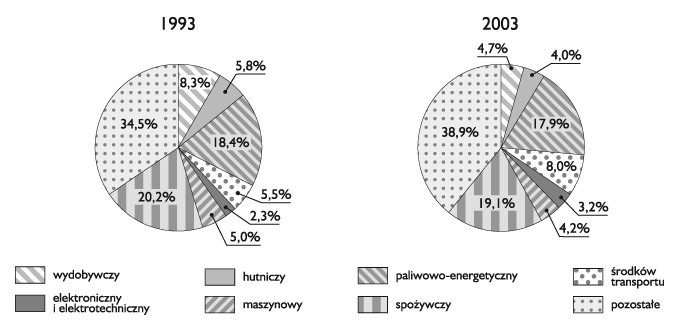 1993
2003
8,3%
5,8%
18,4%
5,5%
2,3%
5,0%
20,2%
34,5%
4,7%
4,0%
17,9%
8,0%
3,2%
4,2%
19,1%
38,9%
wydobywczy
hutniczy
paliwowo-energetyczny
środków
transportu
elektroniczny
i elektrotechniczny
maszynowy
spożywczy
pozostałe